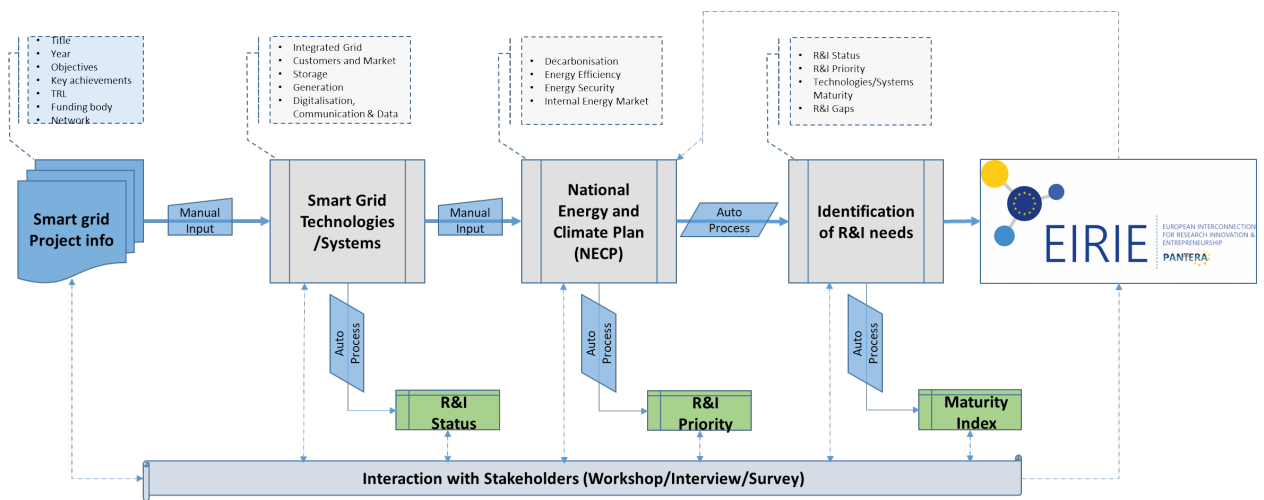 • Title
• Year
• Objectives
• Key achievements
• TRL
• Funding body
• Network
• Integrated Grid
• Customers and Market
• Storage
• Generation
• Digitalisation,
Communication & Data
• Decarbonisation
• Energy Efficiency
• Energy Security
• Internal Energy Market
• R&I Status
• R&I Priority
• Technologies/Systems
Maturity
• R&I Gaps
Smart grid
Project info
Manual
Input
Smart Grid
Technologies
/Systems
Manual
Input
National
Energy and
Climate Plan
(NECP)
Auto
Process
Identification
of R&I needs
EIRIE
EUROPEAN INTERCONNECTION
FOR RESEARCH INNOVATION &
ENTREPRENEURSHIP
PANTERA
Auto
Process
Auto
Process
Auto
Process
R&I
Status
R&I
Priority
Maturity
Index
Interaction with Stakeholders (Workshop/Interview/Survey)